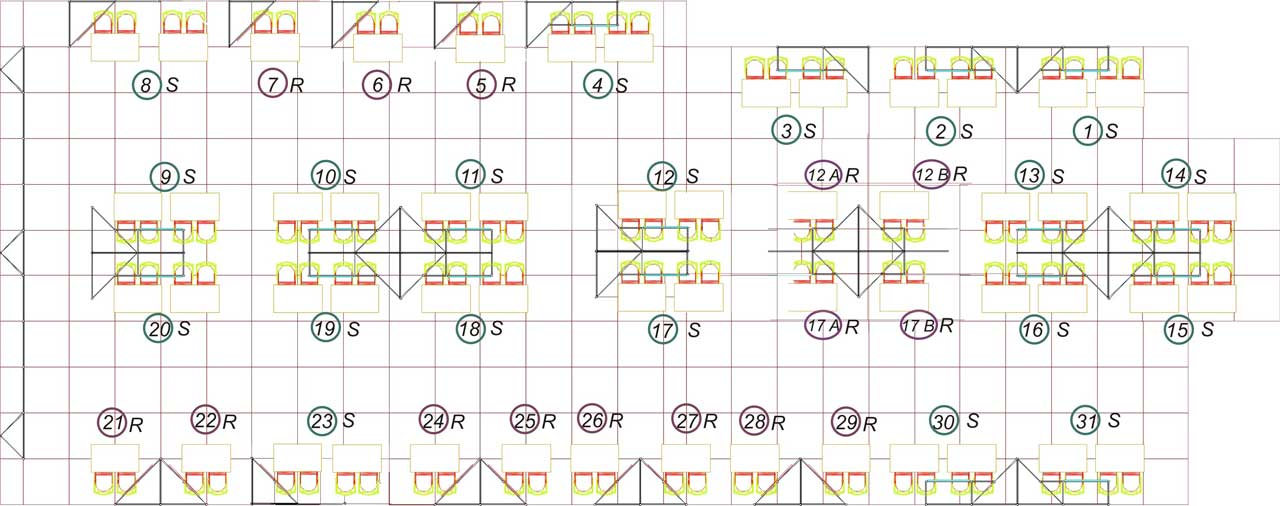 8 S 7 R 6 R 5 R 4 S
3 S 2 S 1 S
9 S 10 S 11 S 12 S 12 A R 12 B R 13 S 14 S
20 S 19 S 18 S 17 S 17 A R 17 B R 16 S 15 S
21 R 22 R 23 S 24 R 25 R 26 R 27 R 28 R 29 R 30 S 31 S